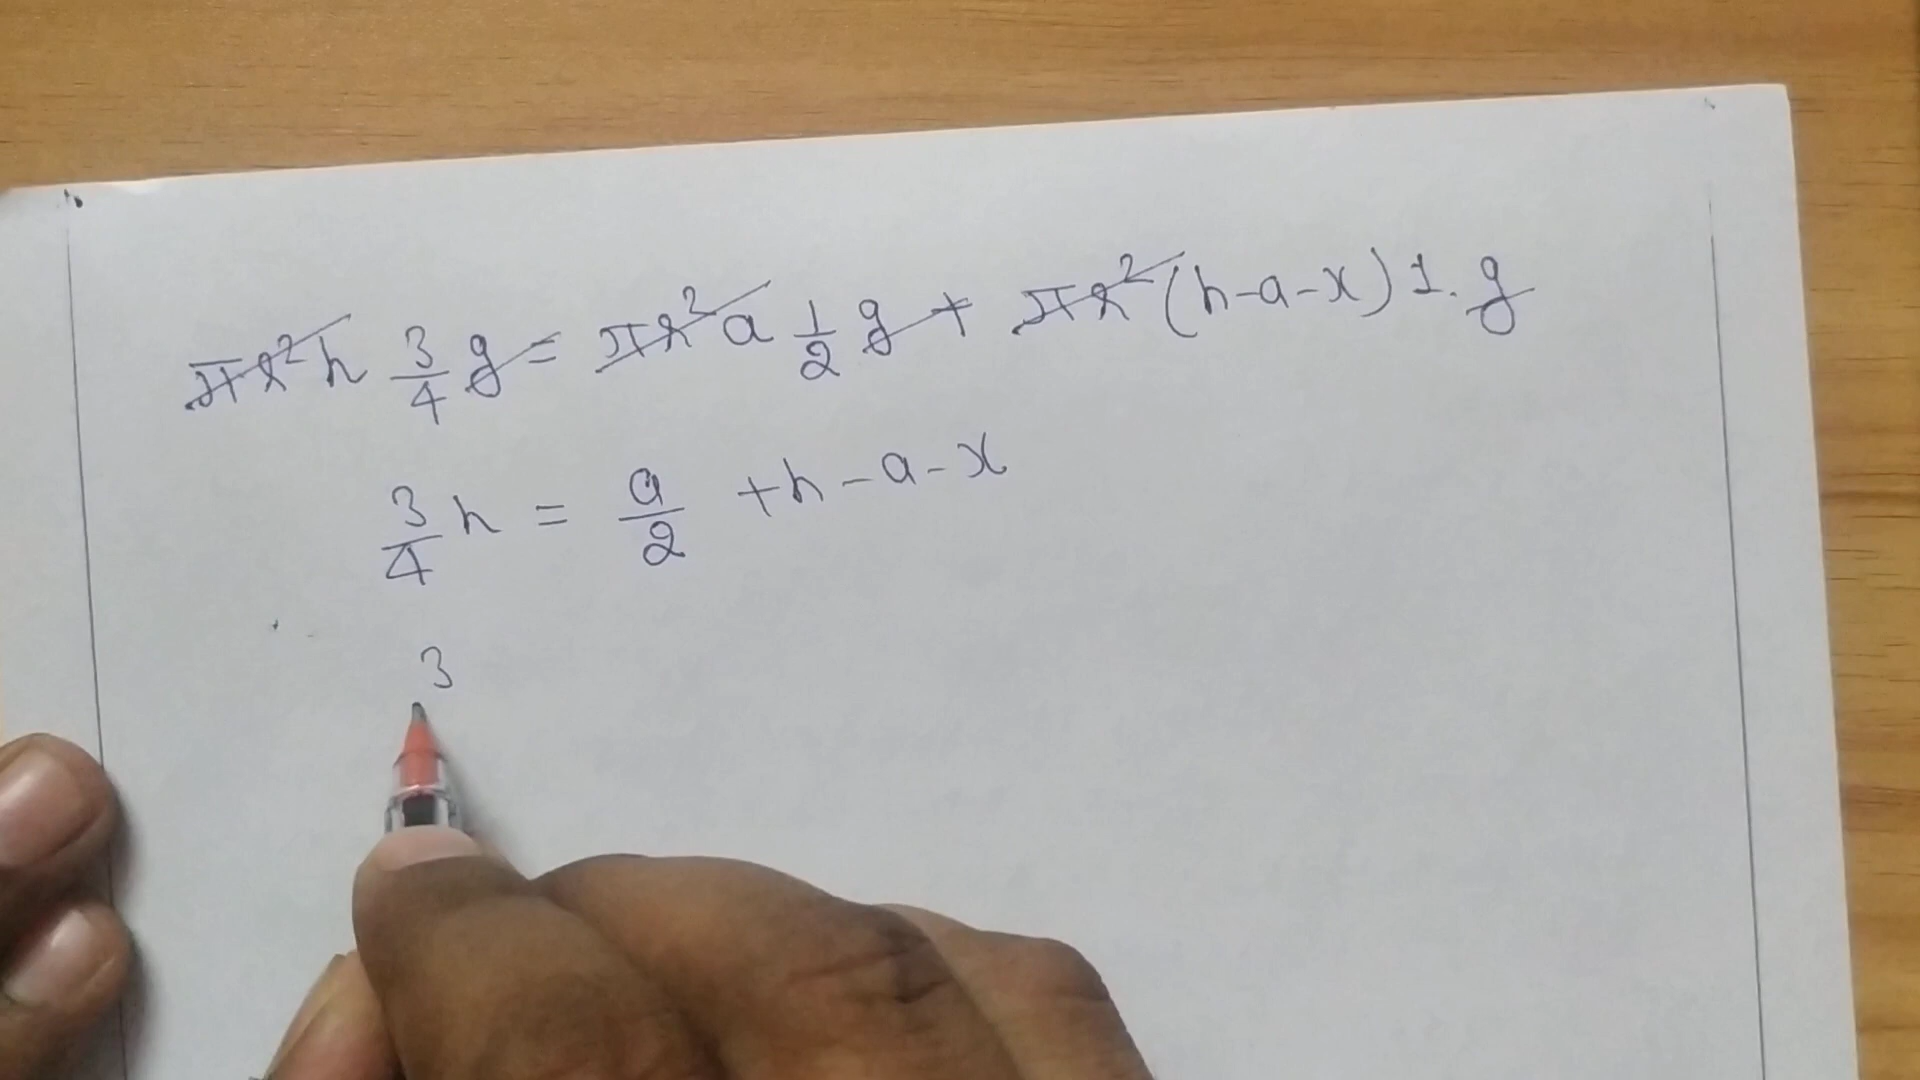 πr²h 3/4 g = πr²a 1/2 g + πr²(h-a-x)1.g
3/4 h = a/2 +h-a-x
3